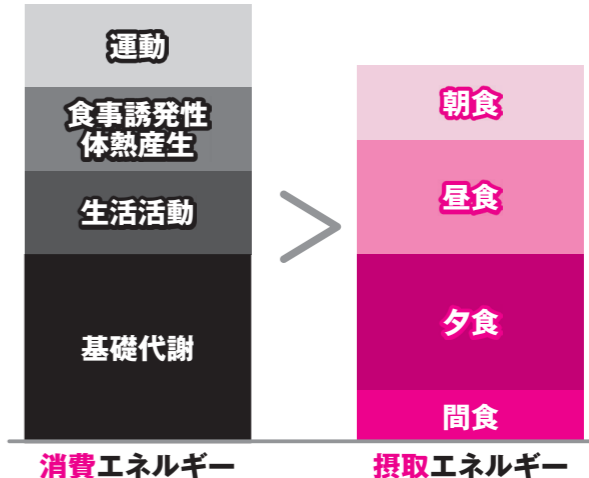 運動
食事誘発性
体熱産生
生活活動
基礎代謝
消費エネルギー
>
朝食
昼食
夕食
間食
摂取エネルギー